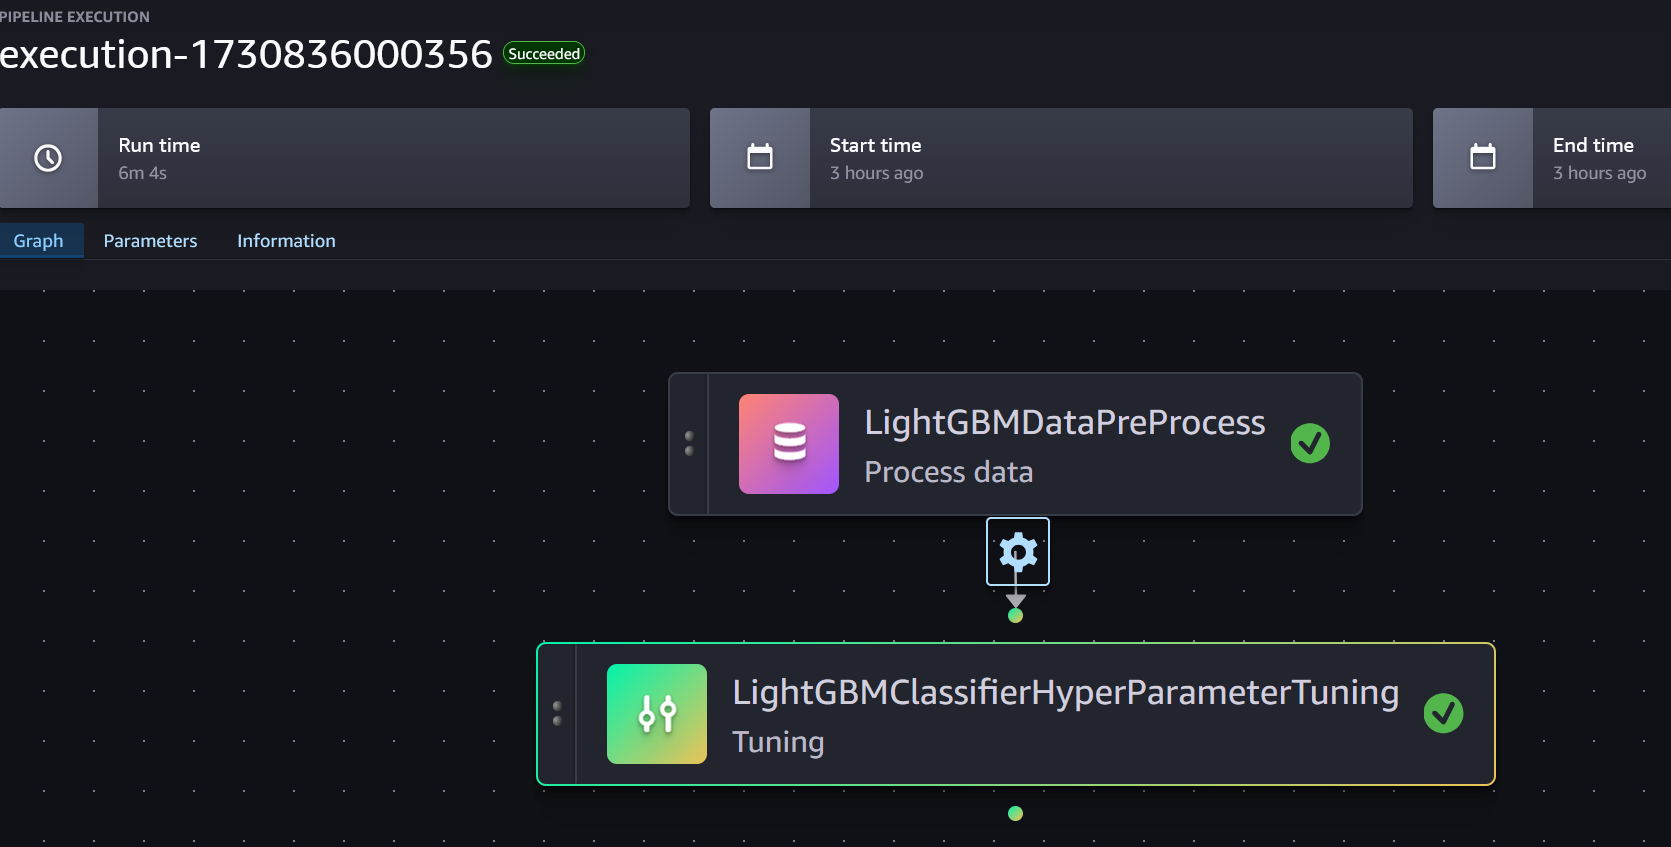 PIPELINE EXECUTION
execution-1730836000356 Succeeded
Run time
6m 4s
Start time
3 hours ago
End time
3 hours ago
Graph Parameters Information
LightGBMDataPreProcess
Process data
LightGBMClassifierHyperParameterTuning
Tuning